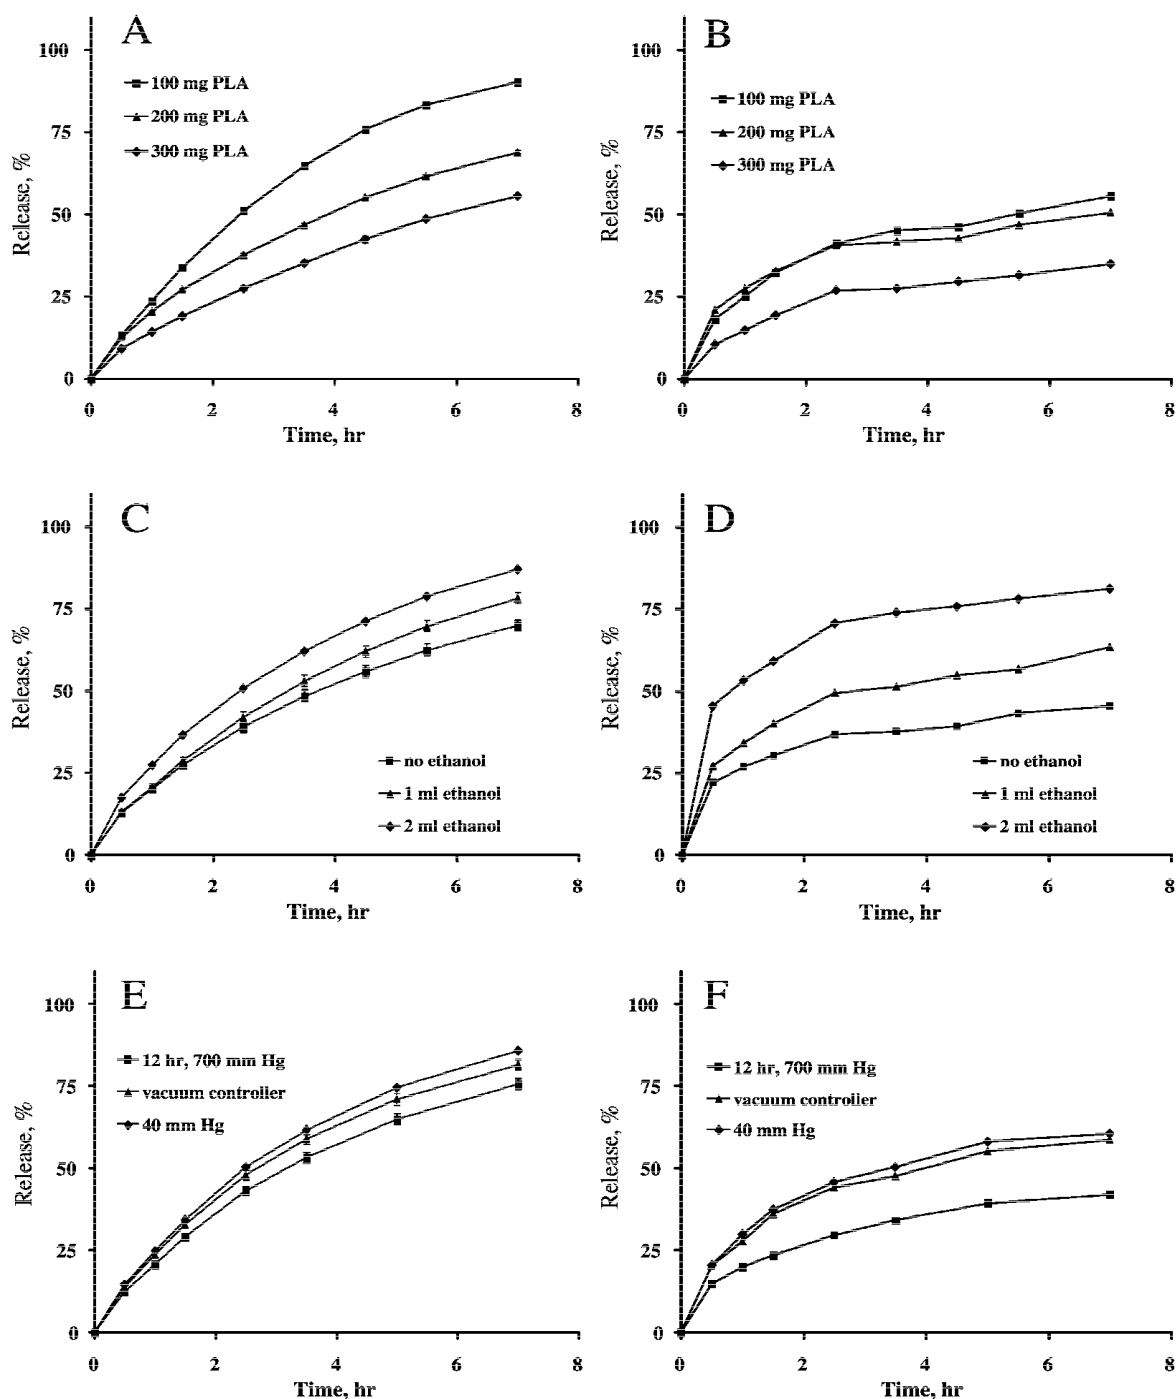 A
100
75
50
25
0
Release, %
100 mg PLA
200 mg PLA
300 mg PLA
0 2 4 6 8
Time, hr
B
100
75
50
25
0
Release, %
100 mg PLA
200 mg PLA
300 mg PLA
0 2 4 6 8
Time, hr
C
100
75
50
25
0
Release, %
no ethanol
1 ml ethanol
2 ml ethanol
0 2 4 6 8
Time, hr
D
100
75
50
25
0
Release, %
no ethanol
1 ml ethanol
2 ml ethanol
0 2 4 6 8
Time, hr
E
100
75
50
25
0
Release, %
12 hr, 700 mm Hg
vacuum controller
40 mm Hg
0 2 4 6 8
Time, hr
F
100
75
50
25
0
Release, %
12 hr, 700 mm Hg
vacuum controller
40 mm Hg
0 2 4 6 8
Time, hr